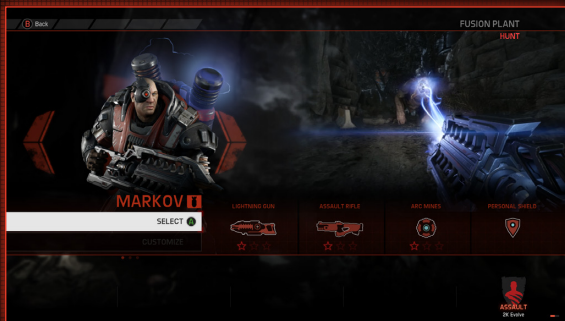 B Back
FUSION PLANT
HUNT
MARKOV
LIGHTNING GUN
ASSAULT RIFLE
ARC MINES
PERSONAL SHIELD
SELECT A
CUSTOMIZE
ASSAULT
2K Evolve